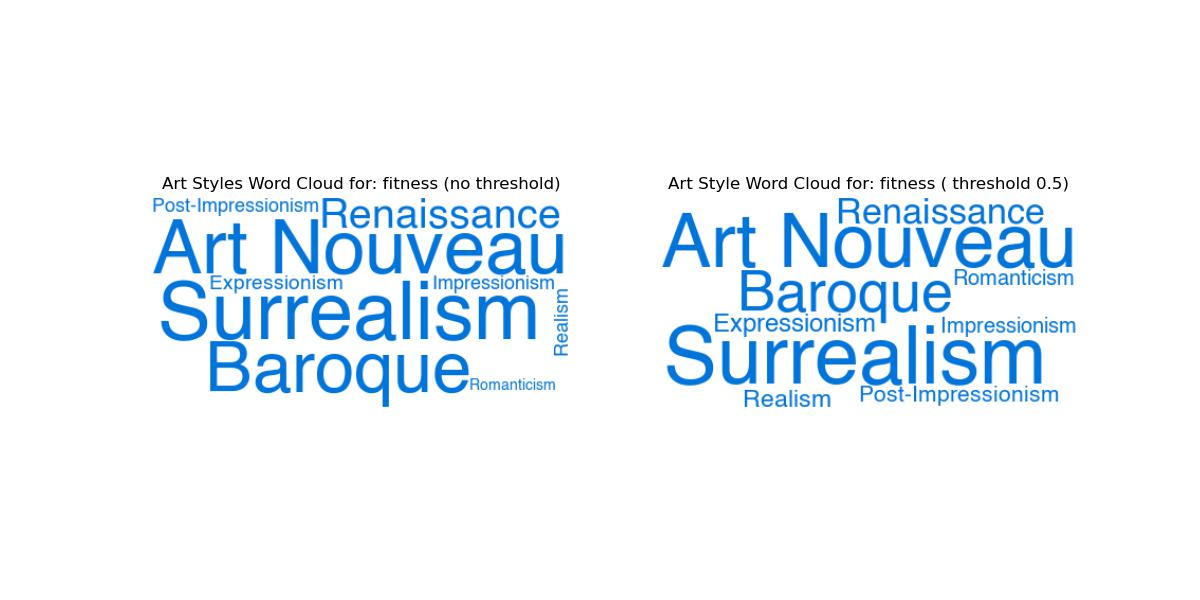 Art Styles Word Cloud for: fitness (no threshold)
Post-Impressionism
Renaissance
Art Nouveau
Expressionism
Impressionism
Surrealism
Realism
Baroque
Romanticism
Art Style Word Cloud for: fitness ( threshold 0.5)
Renaissance
Art Nouveau
Baroque
Romanticism
Expressionism
Impressionism
Surrealism
Realism
Post-Impressionism